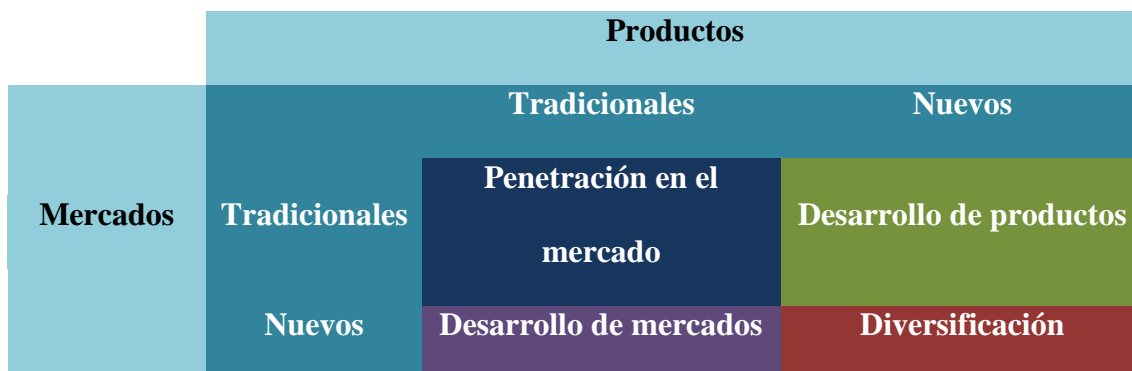 Productos
Tradicionales Nuevos
Mercados Tradicionales Penetración en el
mercado Desarrollo de productos
Nuevos Desarrollo de mercados Diversificación